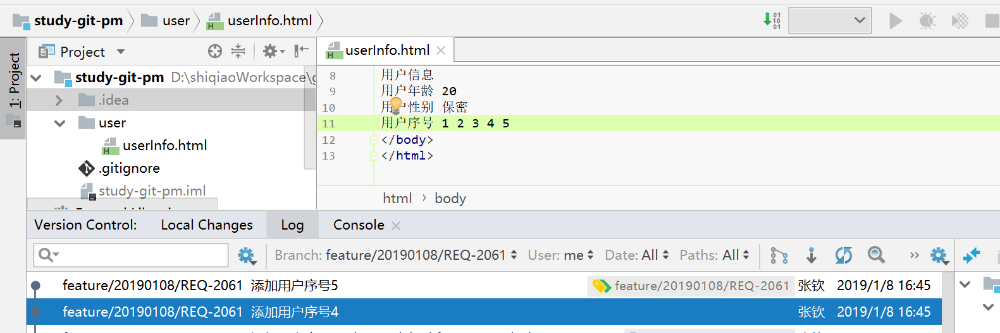 study-git-pm user userInfo.html
1: Project
Project
userInfo.html
study-git-pm D:\shiqiaoWorkspace\g
.idea
user
userInfo.html
.gitignore
study-git-pm.iml
8 用户信息
9 用户年龄 20
10 用户性别 保密
11 用户序号 1 2 3 4 5
12 </body>
13 </html>
html › body
Version Control: Local Changes Log Console
Branch: feature/20190108/REQ-2061 User: me Date: All Paths: All
feature/20190108/REQ-2061 添加用户序号5 feature/20190108/REQ-2061 张钦 2019/1/8 16:45
feature/20190108/REQ-2061 添加用户序号4 张钦 2019/1/8 16:45